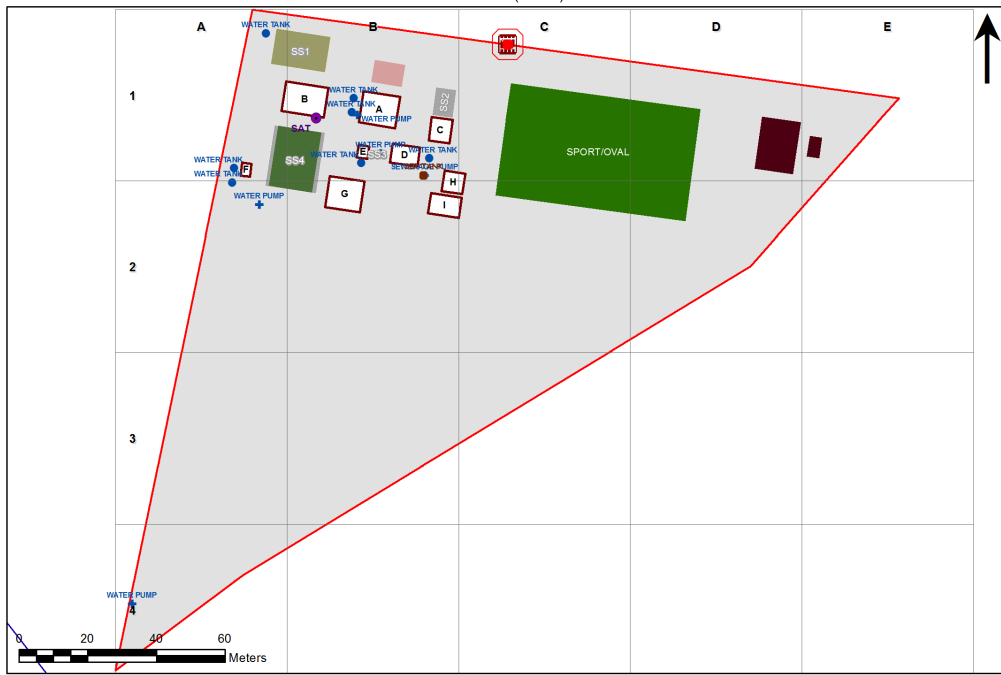 A B C D E
WATER TANK
SS1
1
B
WATER TANK
SS2
WATER TANK
A
WATER PUMP
SAT
C
WATER PUMP
E
SS3
D
WATER TANK
WATER TANK
SS4
SPORT/OVAL
WATER TANK
F
WATER TANK
H
WATER PUMP
G
I
2
3
WATER PUMP
4
0 20 40 60
Meters